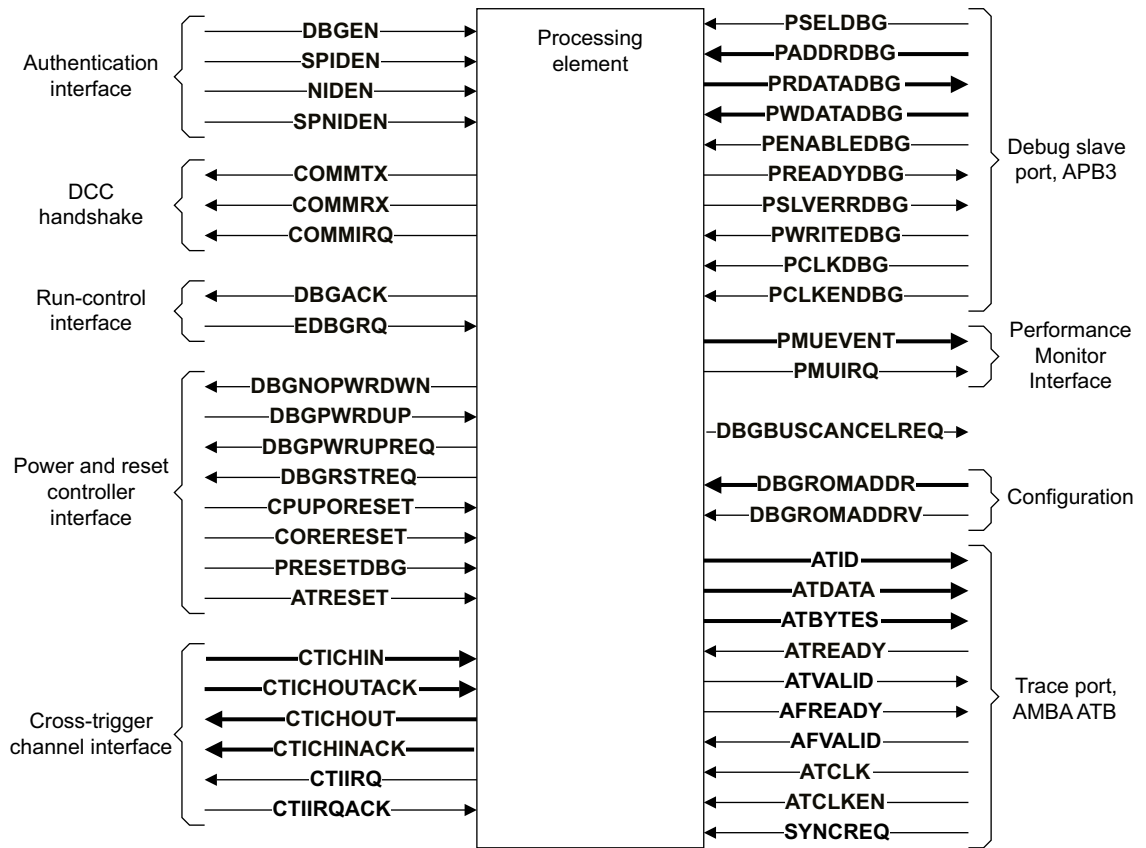 Authentication
interface
DBGEN
SPIDEN
NIDEN
SPNIDEN
DCC
handshake
COMMTX
COMMRX
COMMIRQ
Run-control
interface
DBGACK
EDBGRQ
Power and reset
controller
interface
DBGNOPWRDWN
DBGPWRDUP
DBGPWRUPREQ
DBGRSTREQ
CPUPORESET
CORERESET
PRESETDBG
ATRESET
Cross-trigger
channel interface
CTICHIN
CTICHOUTACK
CTICHOUT
CTICHINACK
CTIIRQ
CTIIRQACK
Processing
element
PSELDBG
PADDRDBG
PRDATADBG
PWDATADBG
PENABLEDBG
PREADYDBG
PSLVERRDBG
PWRITEDBG
PCLKDBG
PCLKENDBG
Debug slave
port, APB3
PMUEVENT
PMUIRQ
Performance
Monitor
Interface
DBGBUSCANCELREQ
DBGROMADDR
DBGROMADDRV
Configuration
ATID
ATDATA
ATBYTES
ATREADY
ATVALID
AFREADY
AFVALID
ATCLK
ATCLKEN
SYNCREQ
Trace port,
AMBA ATB